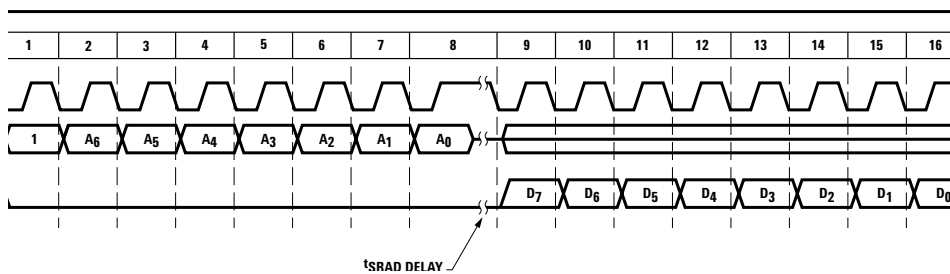 1 2 3 4 5 6 7 8 9 10 11 12 13 14 15 16
1 A6 A5 A4 A3 A2 A1 A0
D7 D6 D5 D4 D3 D2 D1 D0
tSRAD DELAY